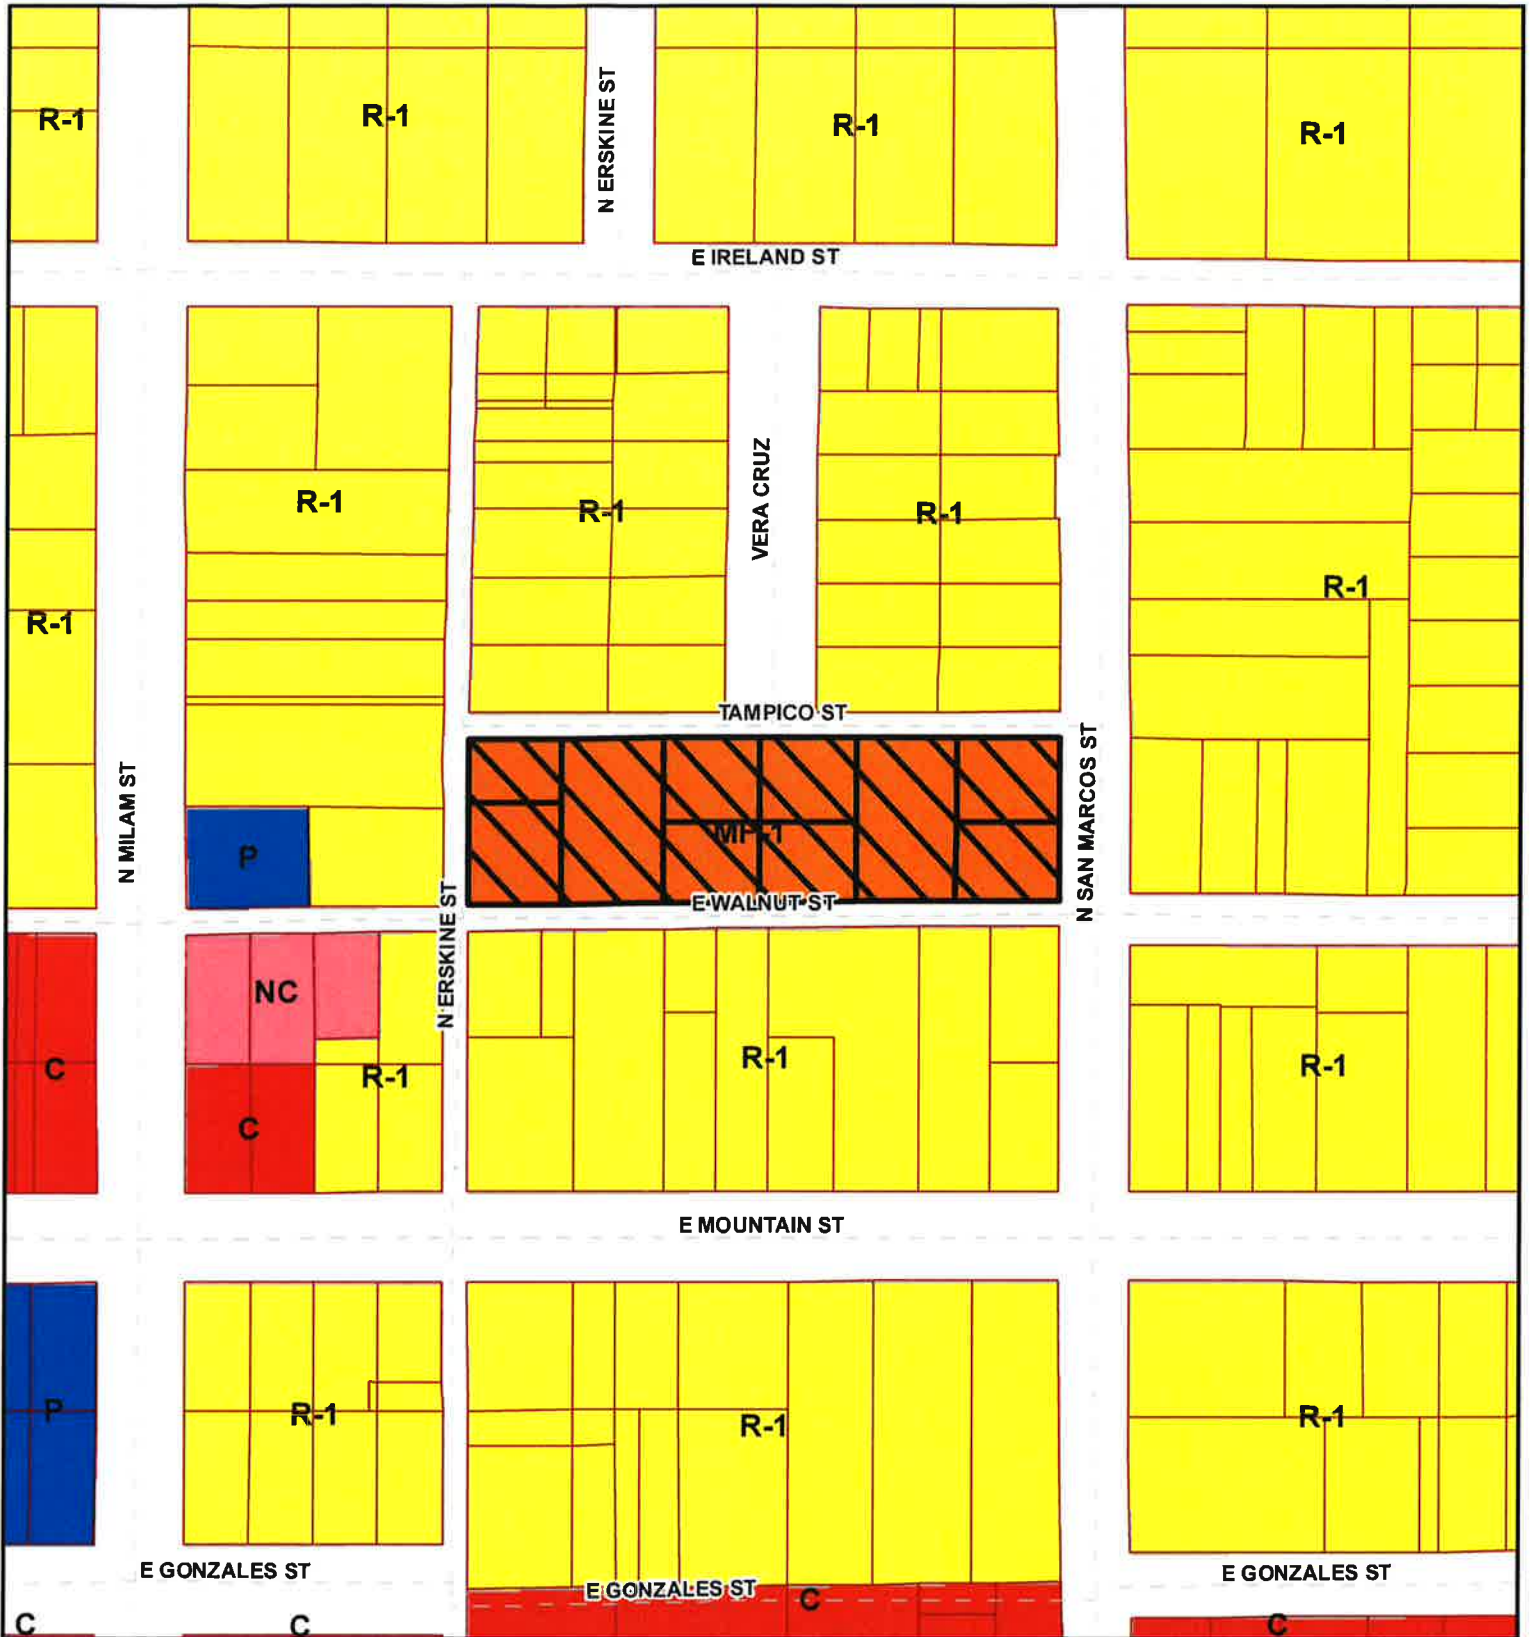 R-1
R-1
R-1
R-1
N ERSKINE ST
E IRELAND ST
R-1
R-1
R-1
VERA CRUZ
R-1
R-1
TAMPICO ST
N MILAM ST
P
N SAN MARCOS ST
E WALNUT ST
N ERSKINE ST
NC
C
C
R-1
R-1
R-1
E MOUNTAIN ST
P
R-1
R-1
R-1
E GONZALES ST
E GONZALES ST
E GONZALES ST
C
C
C
C